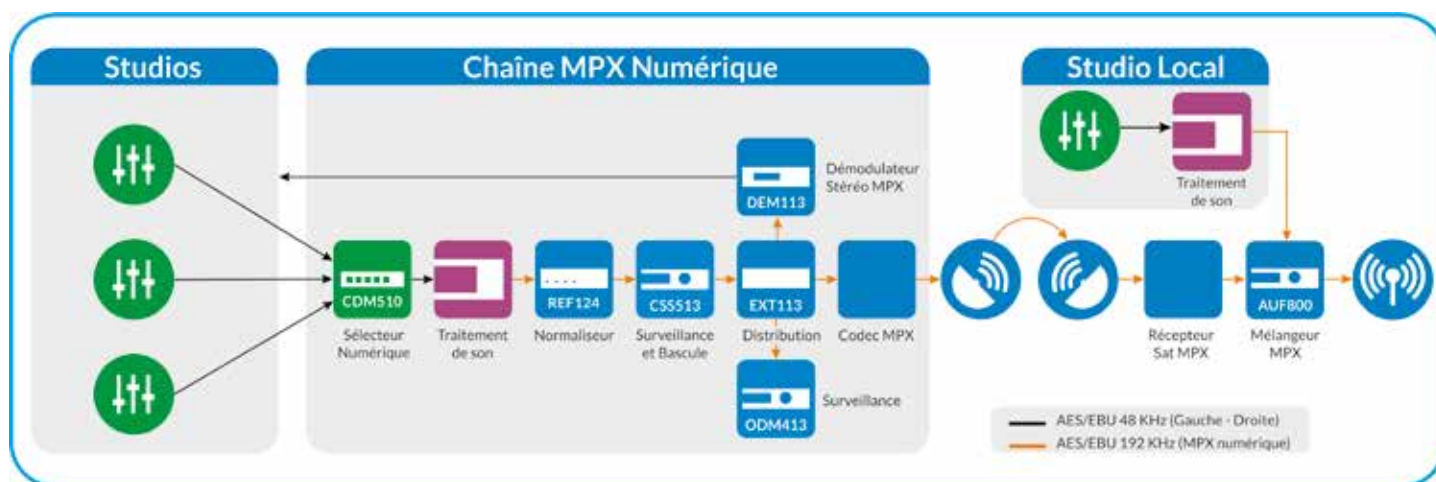 Studios
Chaîne MPX Numérique
Studio Local
Démodulateur
Stéréo MPX
DEM113
Traitement
de son
CDM510
REF124
CSS513
EXT113
AUF800
Sélecteur
Numérique
Traitement
de son
Normaliseur
Surveillance
et Bascule
Distribution
Codec MPX
Récepteur
Sat MPX
Mélangeur
MPX
Surveillance
ODM413
AES/EBU 48 KHz (Gauche - Droite)
AES/EBU 192 KHz (MPX numérique)